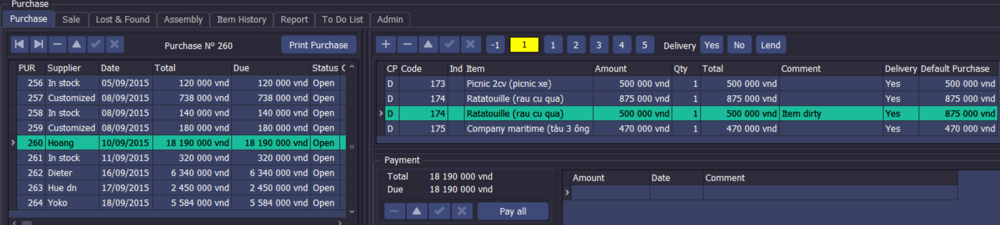 Purchase
Purchase Sale Lost & Found Assembly Item History Report To Do List Admin
Purchase Nº 260 Print Purchase
PUR Supplier Date Total Due Status C
256 In stock 05/09/2015 120 000 vnd 120 000 vnd Open
257 Customized 08/09/2015 738 000 vnd 738 000 vnd Open
258 In stock 08/09/2015 140 000 vnd 140 000 vnd Open
259 Customized 08/09/2015 180 000 vnd 180 000 vnd Open
260 Hoang 10/09/2015 18 190 000 vnd 18 190 000 vnd Open
261 In stock 11/09/2015 320 000 vnd 320 000 vnd Open
262 Dieter 16/09/2015 6 340 000 vnd 6 340 000 vnd Open
263 Hue dn 17/09/2015 2 450 000 vnd 2 450 000 vnd Open
264 Yoko 18/09/2015 5 584 000 vnd 5 584 000 vnd Open
-1 1 1 2 3 4 5 Delivery Yes No Lend
CP Code Ind Item Amount Qty Total Comment Delivery Default Purchase
D 173 Picnic 2cv (picnic xe) 500 000 vnd 1 500 000 vnd Yes 500 000 vnd
D 174 Ratatouille (rau cu qua) 875 000 vnd 1 875 000 vnd Yes 875 000 vnd
D 174 Ratatouille (rau cu qua) 500 000 vnd 1 500 000 vnd Item dirty Yes 875 000 vnd
D 175 Company maritime (tàu 3 ông 470 000 vnd 1 470 000 vnd Yes 470 000 vnd
Payment
Total 18 190 000 vnd
Due 18 190 000 vnd
Pay all
Amount Date Comment